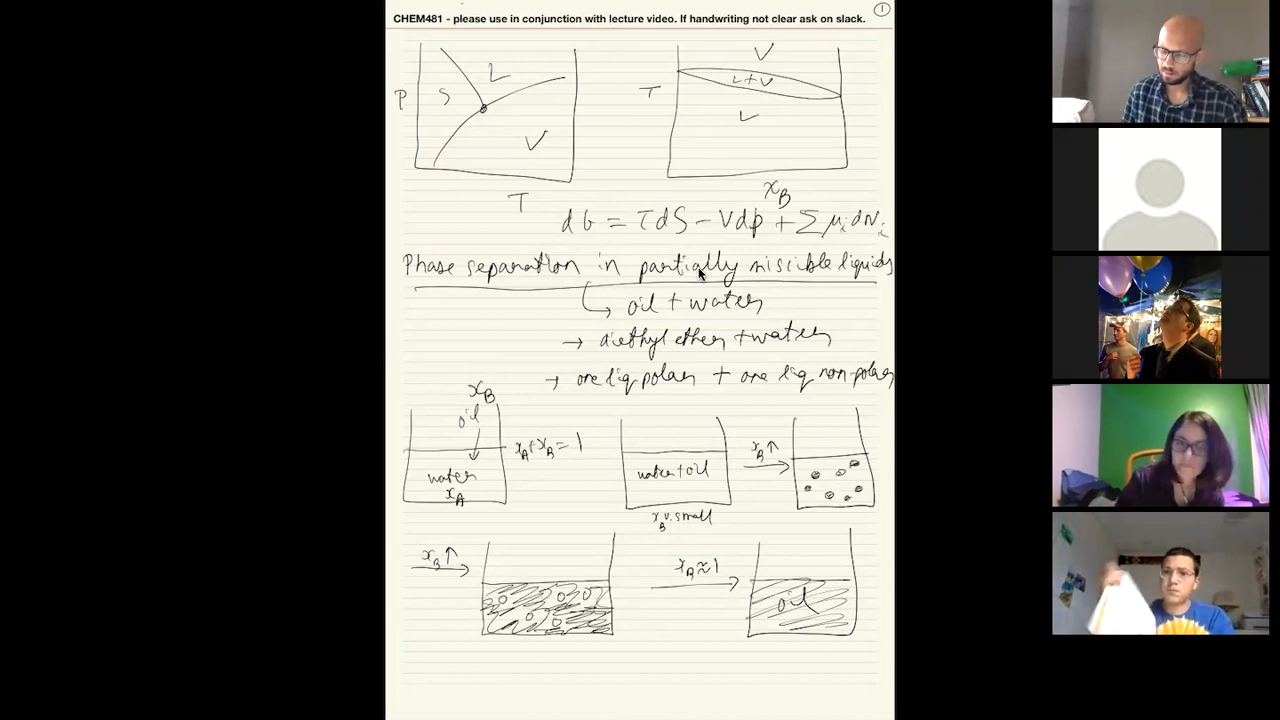 1
CHEM481 - please use in conjunction with lecture video. If handwriting not clear ask on slack.
P S L V
T
T V L+V L
x_B
dG = TdS - Vdp + Σ μ_i dN_i
Phase separation in partially miscible liquids
↳ oil + water
→ diethyl ether + water
→ one liq polar + one liq non-polar
x_B
oil
water
x_A
x_A + x_B = 1
water + oil
x_B v. small
x_B ↑
x_B ↑
x_B ≈ 1
oil